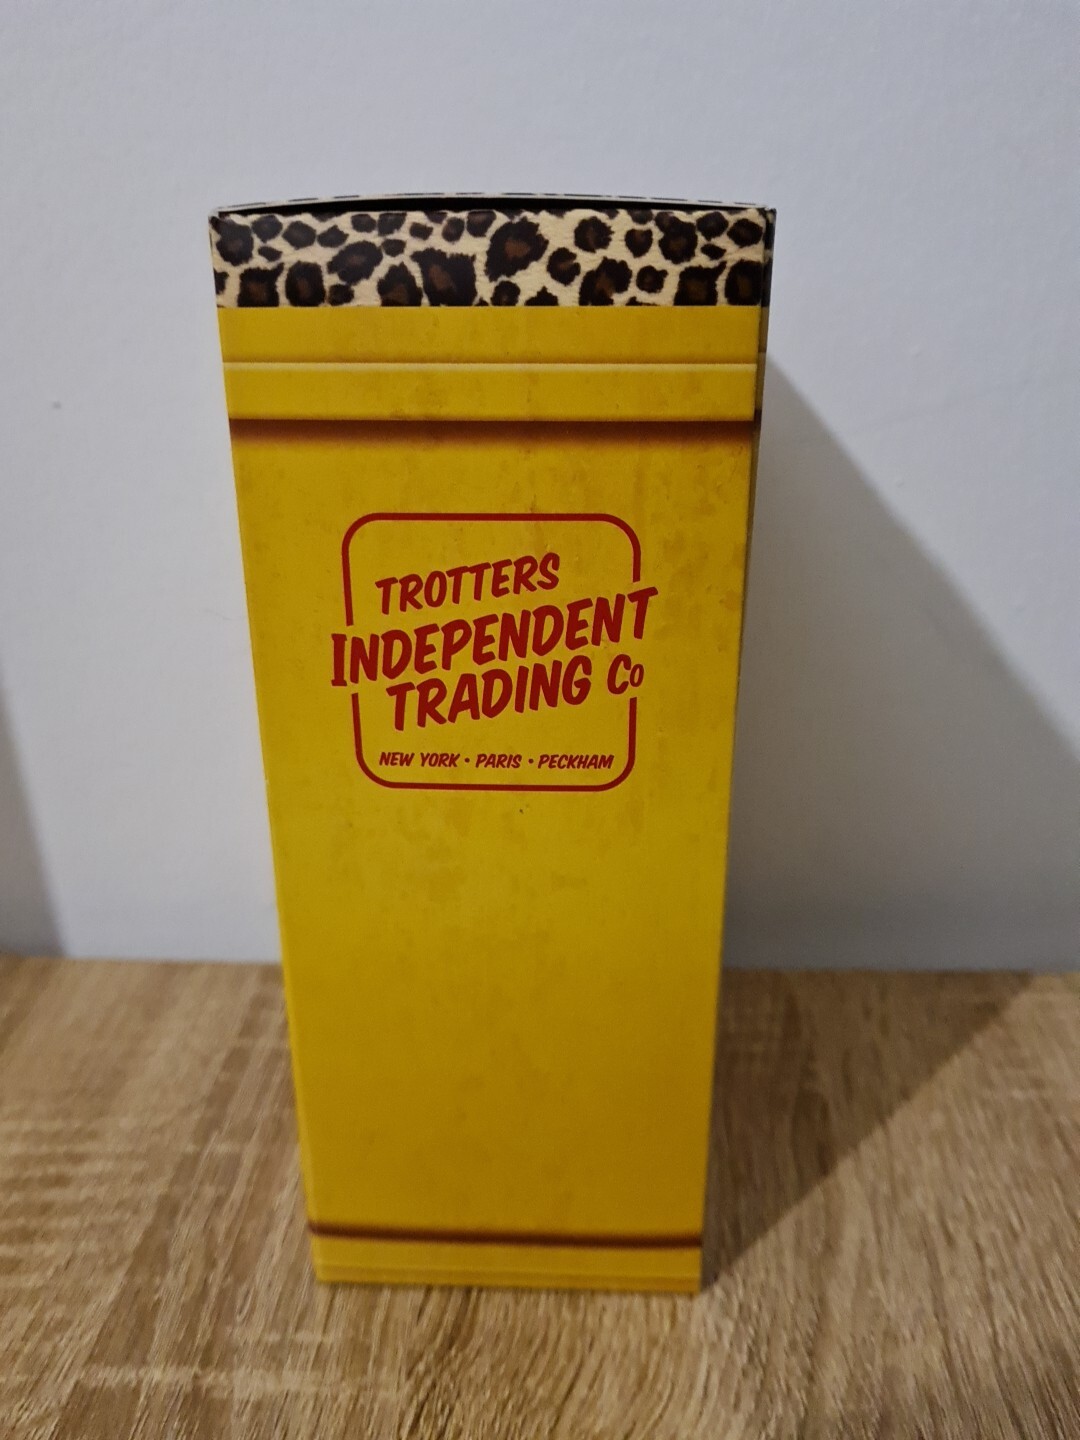 TROTTERS
INDEPENDENT
TRADING Co
NEW YORK • PARIS • PECKHAM